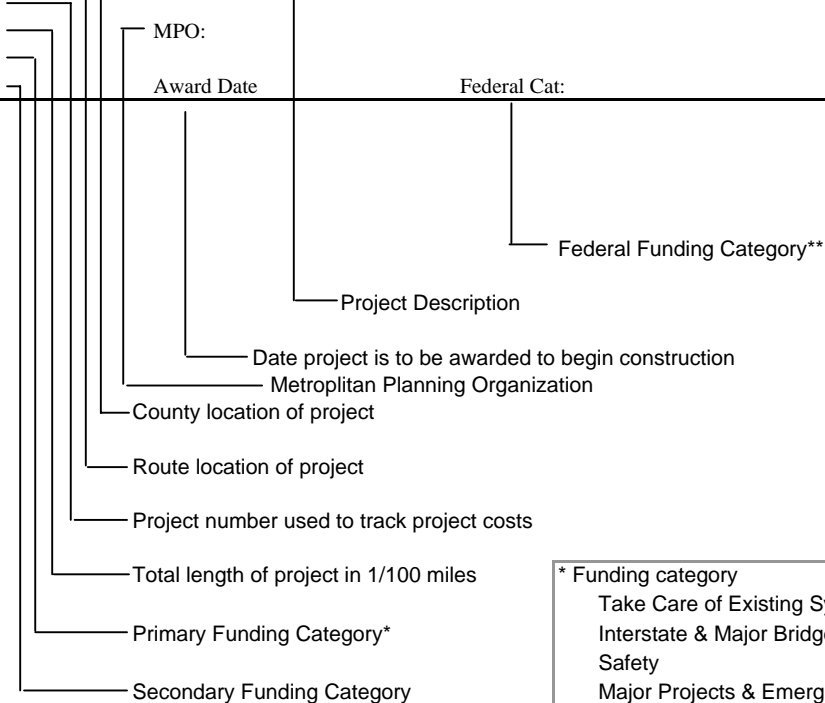 MPO:
Award Date Federal Cat:
Federal Funding Category**
Project Description
Date project is to be awarded to begin construction
Metroplitan Planning Organization
County location of project
Route location of project
Project number used to track project costs
Total length of project in 1/100 miles
* Funding category
Take Care of Existing
Primary Funding Category*
Interstate & Major
Safety
Secondary Funding Category
Major Projects &